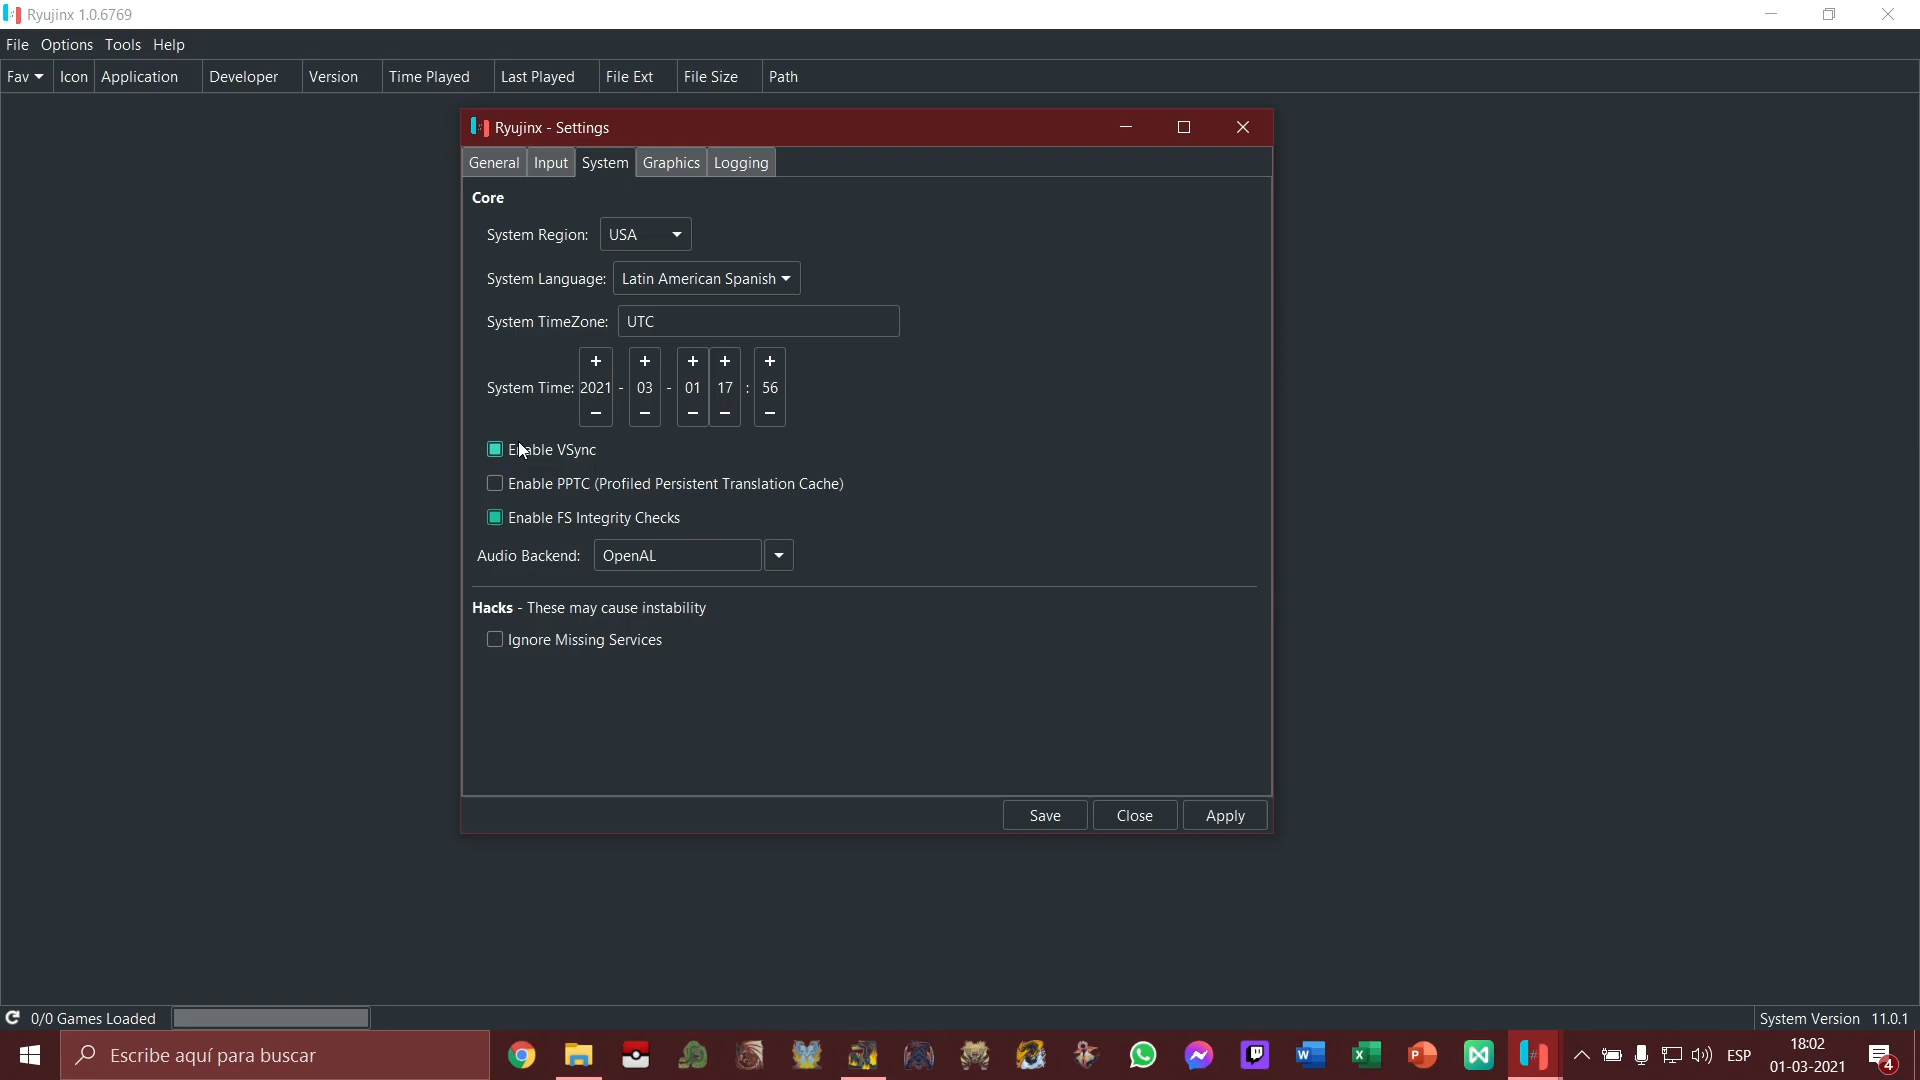 Ryujinx 1.0.6769
File Options Tools Help
Fav Icon Application Developer Version Time Played Last Played File Ext File Size Path
Ryujinx - Settings
General Input System Graphics Logging
Core
System Region: USA
System Language: Latin American Spanish
System TimeZone: UTC
+ + + + +
System Time: 2021 - 03 - 01 17 : 56
− − − − −
Enable VSync
Enable PPTC (Profiled Persistent Translation Cache)
Enable FS Integrity Checks
Audio Backend: OpenAL
Hacks - These may cause instability
Ignore Missing Services
Save Close Apply
0/0 Games Loaded System Version 11.0.1
Escribe aquí para buscar ESP 18:02
01-03-2021 4